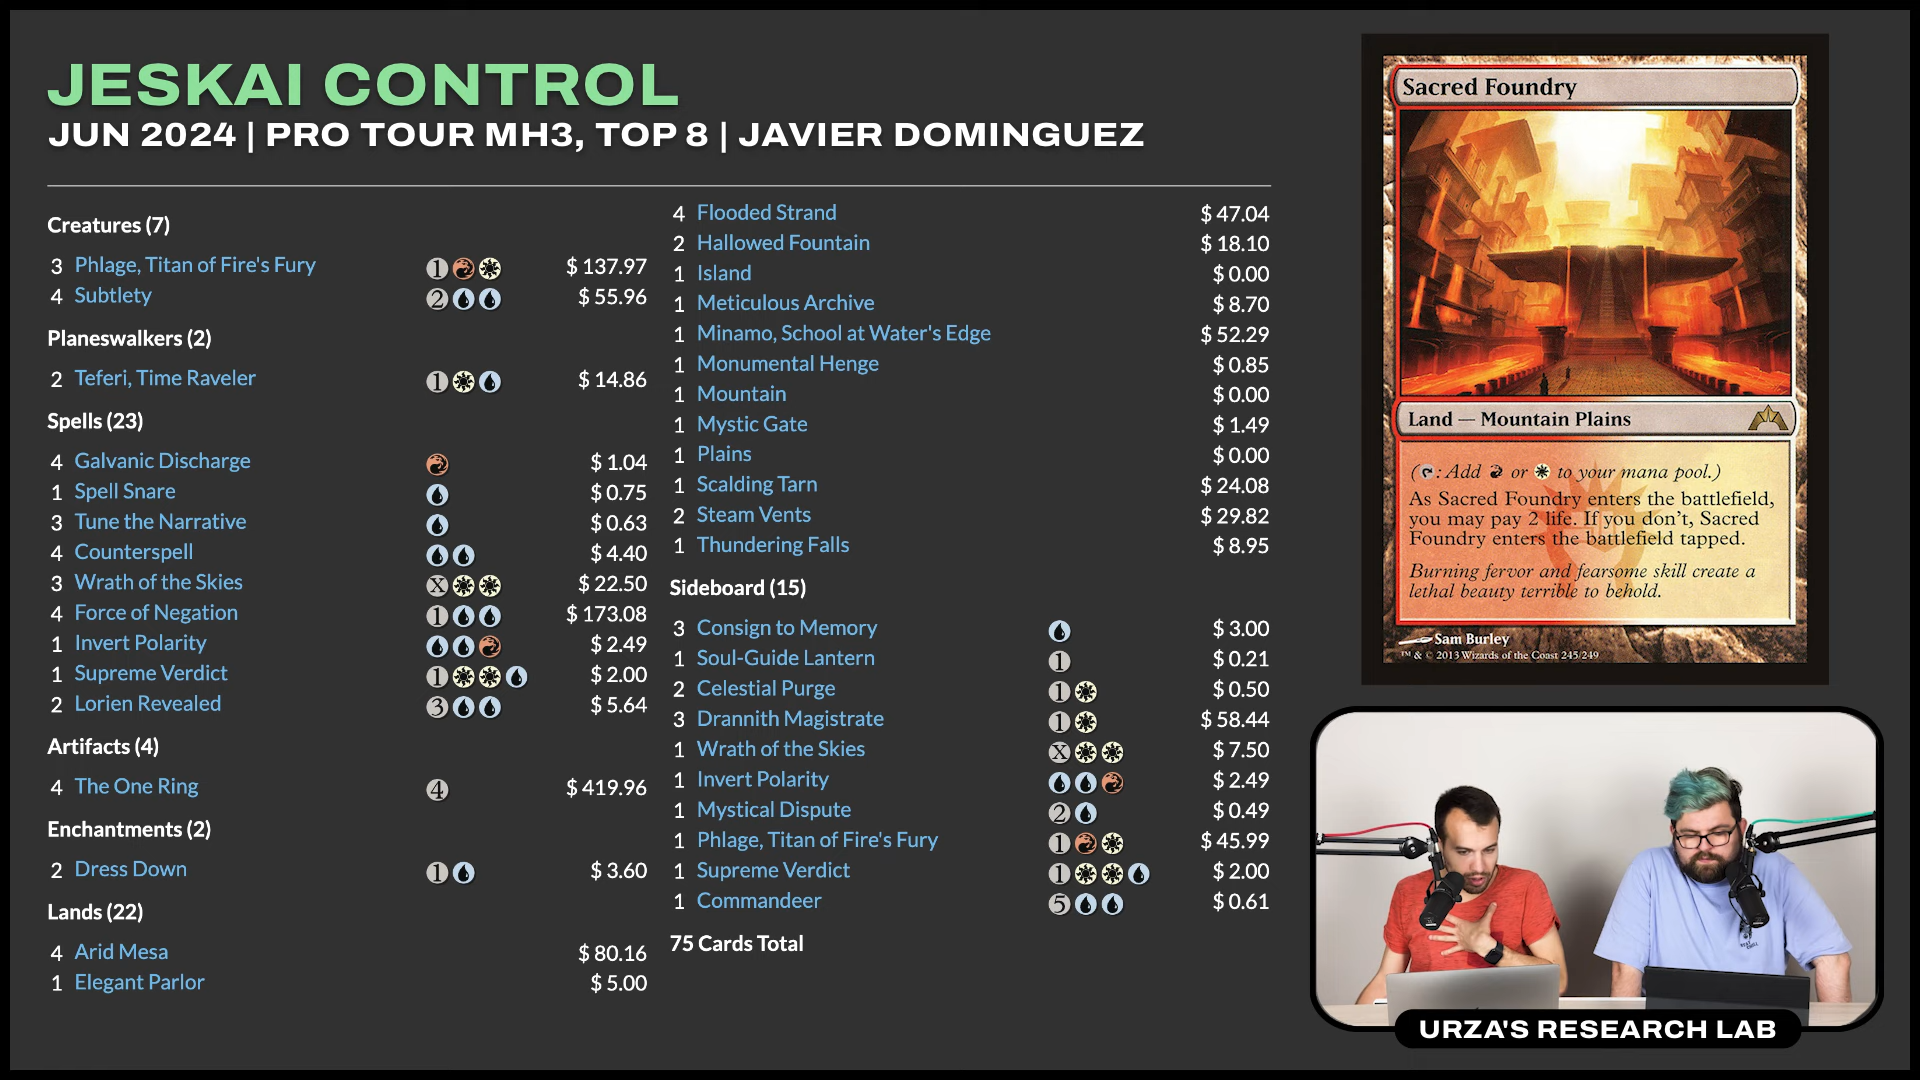 JESKAI CONTROL
JUN 2024 | PRO TOUR MH3, TOP 8 | JAVIER DOMINGUEZ
Creatures (7)
3 Phlage, Titan of Fire's Fury 1 $ 137.97
4 Subtlety 2 $ 55.96
Planeswalkers (2)
2 Teferi, Time Raveler 1 $ 14.86
Spells (23)
4 Galvanic Discharge $ 1.04
1 Spell Snare $ 0.75
3 Tune the Narrative $ 0.63
4 Counterspell $ 4.40
3 Wrath of the Skies X $ 22.50
4 Force of Negation 1 $ 173.08
1 Invert Polarity $ 2.49
1 Supreme Verdict 1 $ 2.00
2 Lorien Revealed 3 $ 5.64
Artifacts (4)
4 The One Ring 4 $ 419.96
Enchantments (2)
2 Dress Down 1 $ 3.60
Lands (22)
4 Arid Mesa $ 80.16
1 Elegant Parlor $ 5.00
4 Flooded Strand $ 47.04
2 Hallowed Fountain $ 18.10
1 Island $ 0.00
1 Meticulous Archive $ 8.70
1 Minamo, School at Water's Edge $ 52.29
1 Monumental Henge $ 0.85
1 Mountain $ 0.00
1 Mystic Gate $ 1.49
1 Plains $ 0.00
1 Scalding Tarn $ 24.08
2 Steam Vents $ 29.82
1 Thundering Falls $ 8.95
Sideboard (15)
3 Consign to Memory $ 3.00
1 Soul-Guide Lantern 1 $ 0.21
2 Celestial Purge 1 $ 0.50
3 Drannith Magistrate 1 $ 58.44
1 Wrath of the Skies X $ 7.50
1 Invert Polarity $ 2.49
1 Mystical Dispute 2 $ 0.49
1 Phlage, Titan of Fire's Fury 1 $ 45.99
1 Supreme Verdict 1 $ 2.00
1 Commandeer 5 $ 0.61
75 Cards Total
Sacred Foundry
Land — Mountain Plains
( : Add or to your mana pool.)
As Sacred Foundry enters the battlefield,
you may pay 2 life. If you don't, Sacred
Foundry enters the battlefield tapped.
Burning fervor and fearsome skill create a
lethal beauty terrible to behold.
Sam Burley
™ & © 2013 Wizards of the Coast 245/249
URZA'S RESEARCH LAB